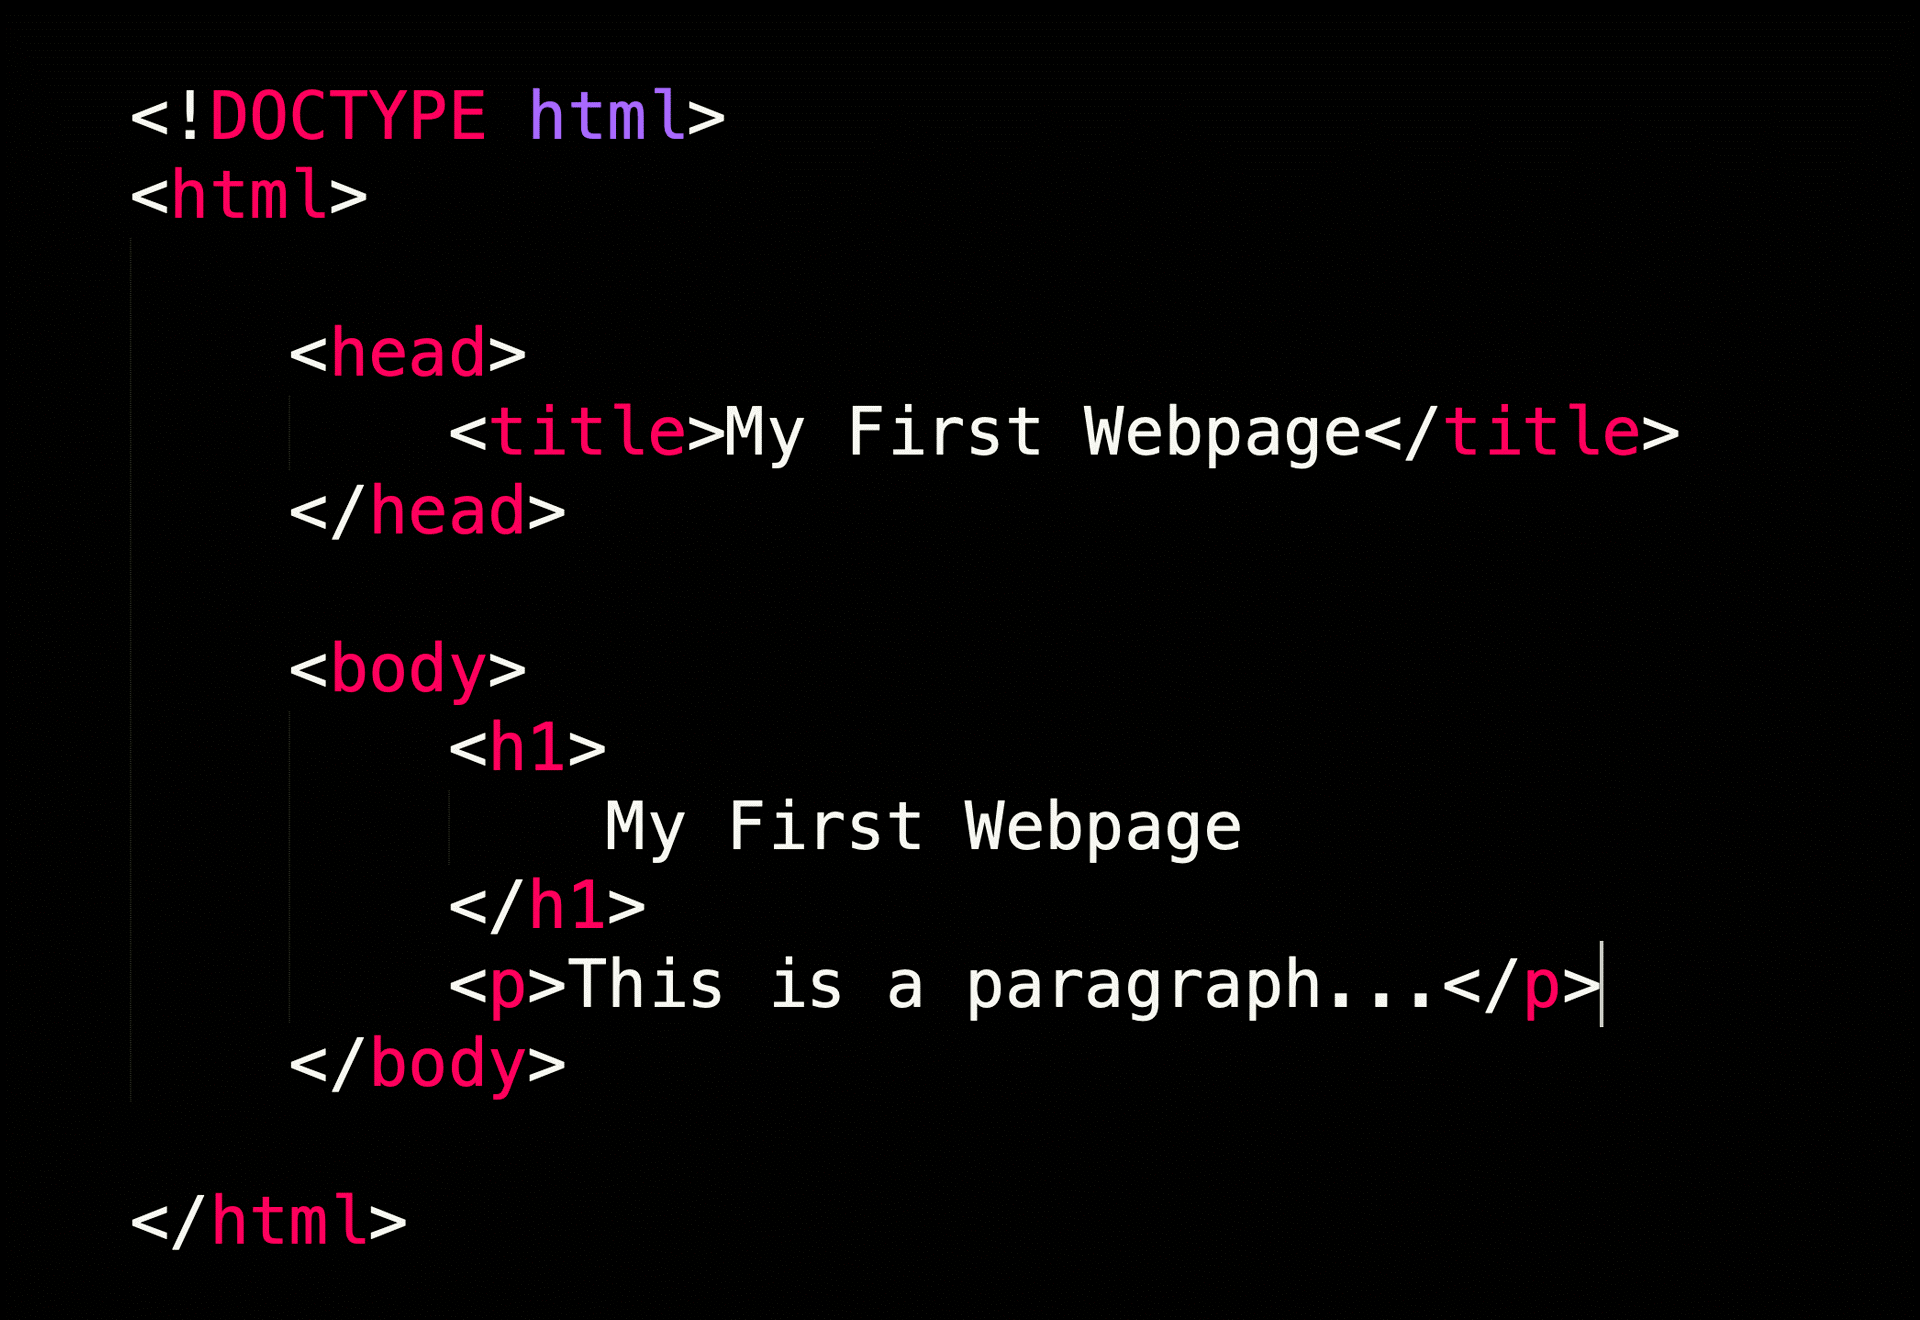 <!DOCTYPE html>
<html>
<head>
<title>My First Webpage</title>
</head>
<body>
<h1>
My First Webpage
</h1>
<p>This is a paragraph...</p>
</body>
</html>